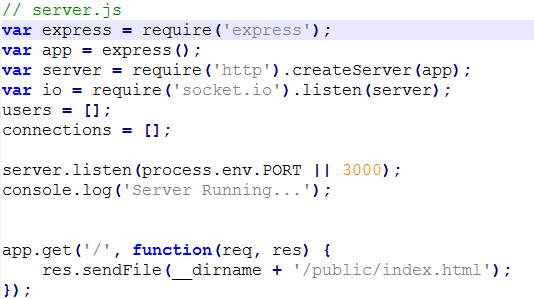 // server.js
var express = require('express');
var app = express();
var server = require('http').createServer(app);
var io = require('socket.io').listen(server);
users = [];
connections = [];

server.listen(process.env.PORT || 3000);
console.log('Server Running...');


app.get('/', function(req, res) {
    res.sendFile(__dirname + '/public/index.html');
});